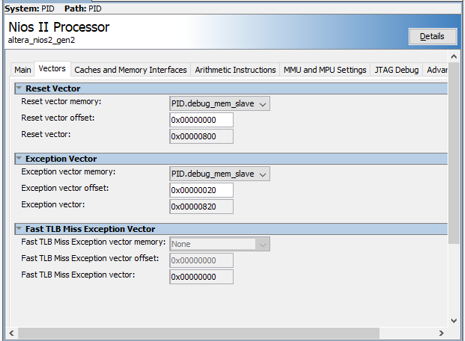 System: PID Path: PID
Nios II Processor
altera_nios2_gen2
Details
Main Vectors Caches and Memory Interfaces Arithmetic Instructions MMU and MPU Settings JTAG Debug Advan
Reset Vector
Reset vector memory: PID.debug_mem_slave
Reset vector offset: 0x00000000
Reset vector: 0x00000800
Exception Vector
Exception vector memory: PID.debug_mem_slave
Exception vector offset: 0x00000020
Exception vector: 0x00000820
Fast TLB Miss Exception Vector
Fast TLB Miss Exception vector memory: None
Fast TLB Miss Exception vector offset: 0x00000000
Fast TLB Miss Exception vector: 0x00000000